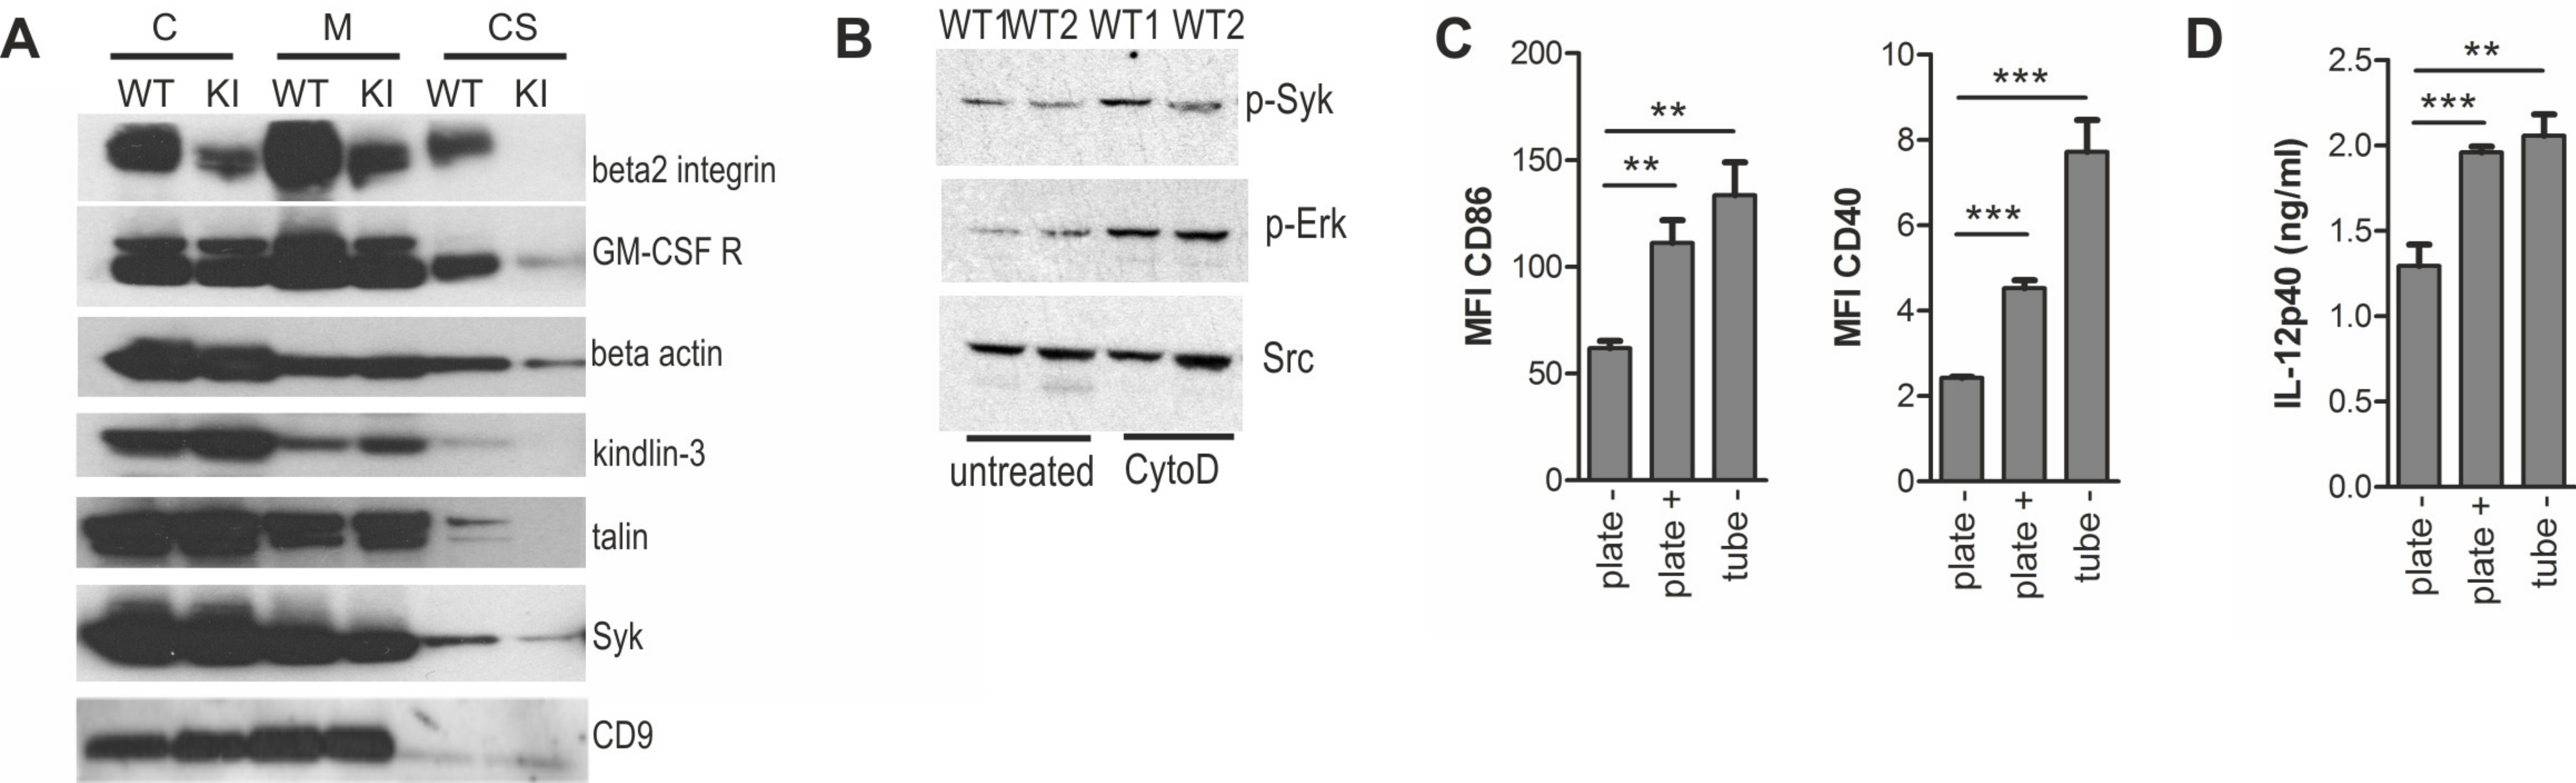 A
C M CS
WT KI WT KI WT KI
beta2 integrin
GM-CSF R
beta actin
kindlin-3
talin
Syk
CD9
B
WT1 WT2 WT1 WT2
p-Syk
p-Erk
Src
untreated CytoD
C
MFI CD86
200
150
100
50
0
**
**
plate -
plate +
tube -
MFI CD40
10
8
6
4
2
0
***
***
plate -
plate +
tube -
D
IL-12p40 (ng/ml)
2.5
2.0
1.5
1.0
0.5
0.0
**
***
plate -
plate +
tube -